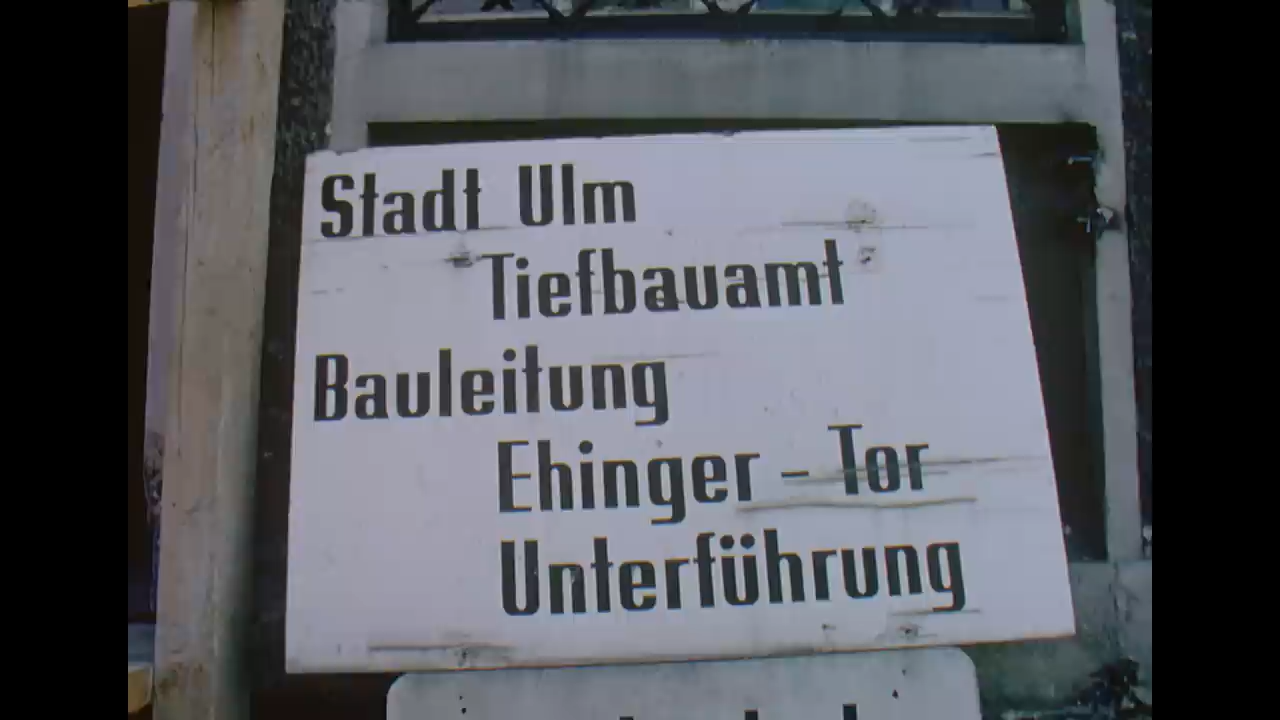 Stadt Ulm
Tiefbauamt
Bauleitung
Ehinger - Tor
Unterführung